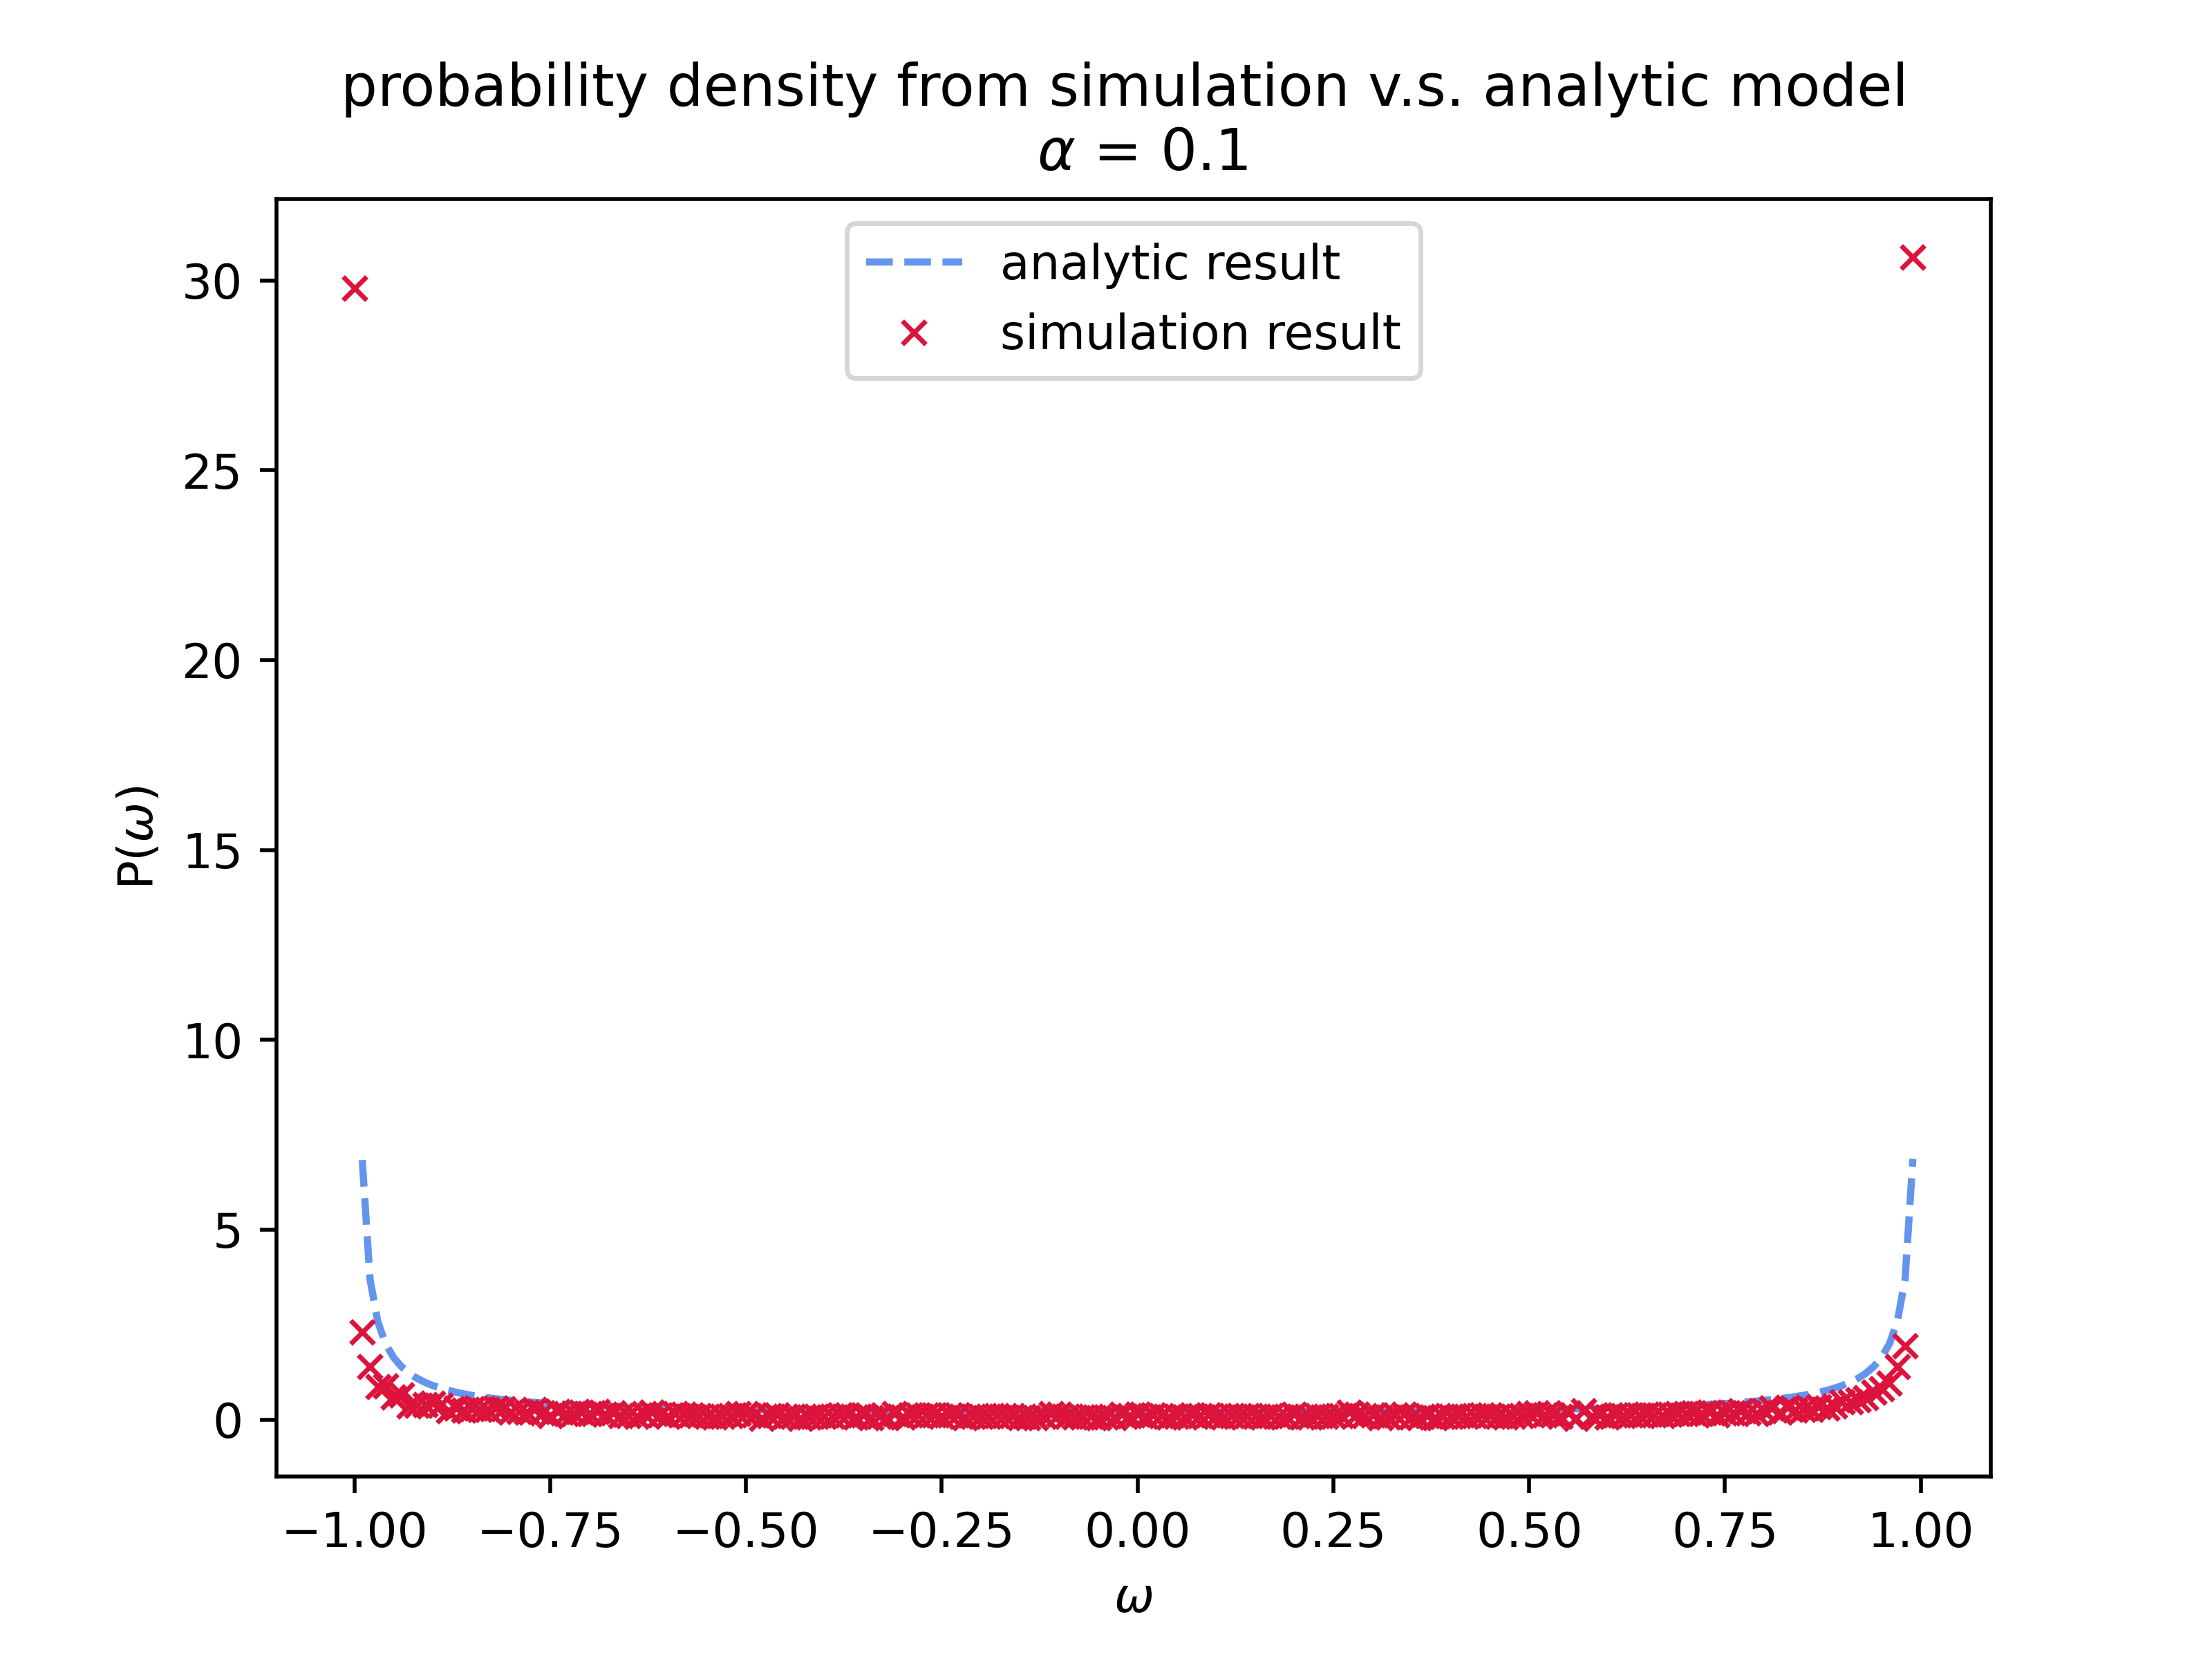 probability density from simulation v.s. analytic model
α = 0.1
analytic result
simulation result
30
25
20
15
10
5
0
P(ω)
−1.00 −0.75 −0.50 −0.25 0.00 0.25 0.50 0.75 1.00
ω